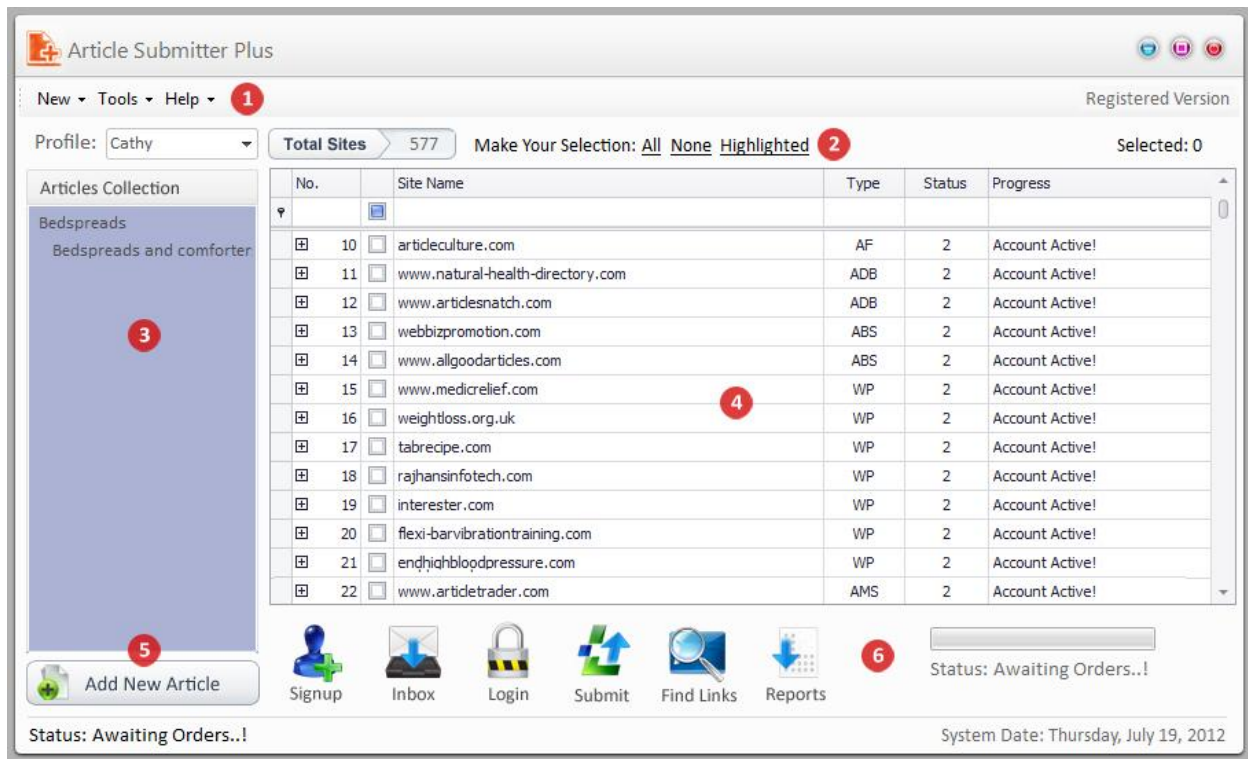 Article Submitter Plus
New Tools Help 1
Registered Version
Profile: Cathy
Total Sites 577 Make Your Selection: All None Highlighted 2 Selected: 0
Articles Collection
Bedspreads
Bedspreads and comforter
3
No. Site Name Type Status Progress
10 articleculture.com AF 2 Account Active!
11 www.natural-health-directory.com ADB 2 Account Active!
12 www.articlesnatch.com ADB 2 Account Active!
13 webbizpromotion.com ABS 2 Account Active!
14 www.allgoodarticles.com ABS 2 Account Active!
15 www.medicrelief.com WP 2 Account Active!
16 weightloss.org.uk WP 2 Account Active!
17 tabrecipe.com WP 2 Account Active!
18 rajhansinfotech.com WP 2 Account Active!
19 interester.com WP 2 Account Active!
20 flexi-barvibrationtraining.com WP 2 Account Active!
21 endhighbloodpressure.com WP 2 Account Active!
22 www.articletrader.com AMS 2 Account Active!
4
5
Add New Article
Signup Inbox Login Submit Find Links Reports
6
Status: Awaiting Orders..!
Status: Awaiting Orders..!
System Date: Thursday, July 19, 2012